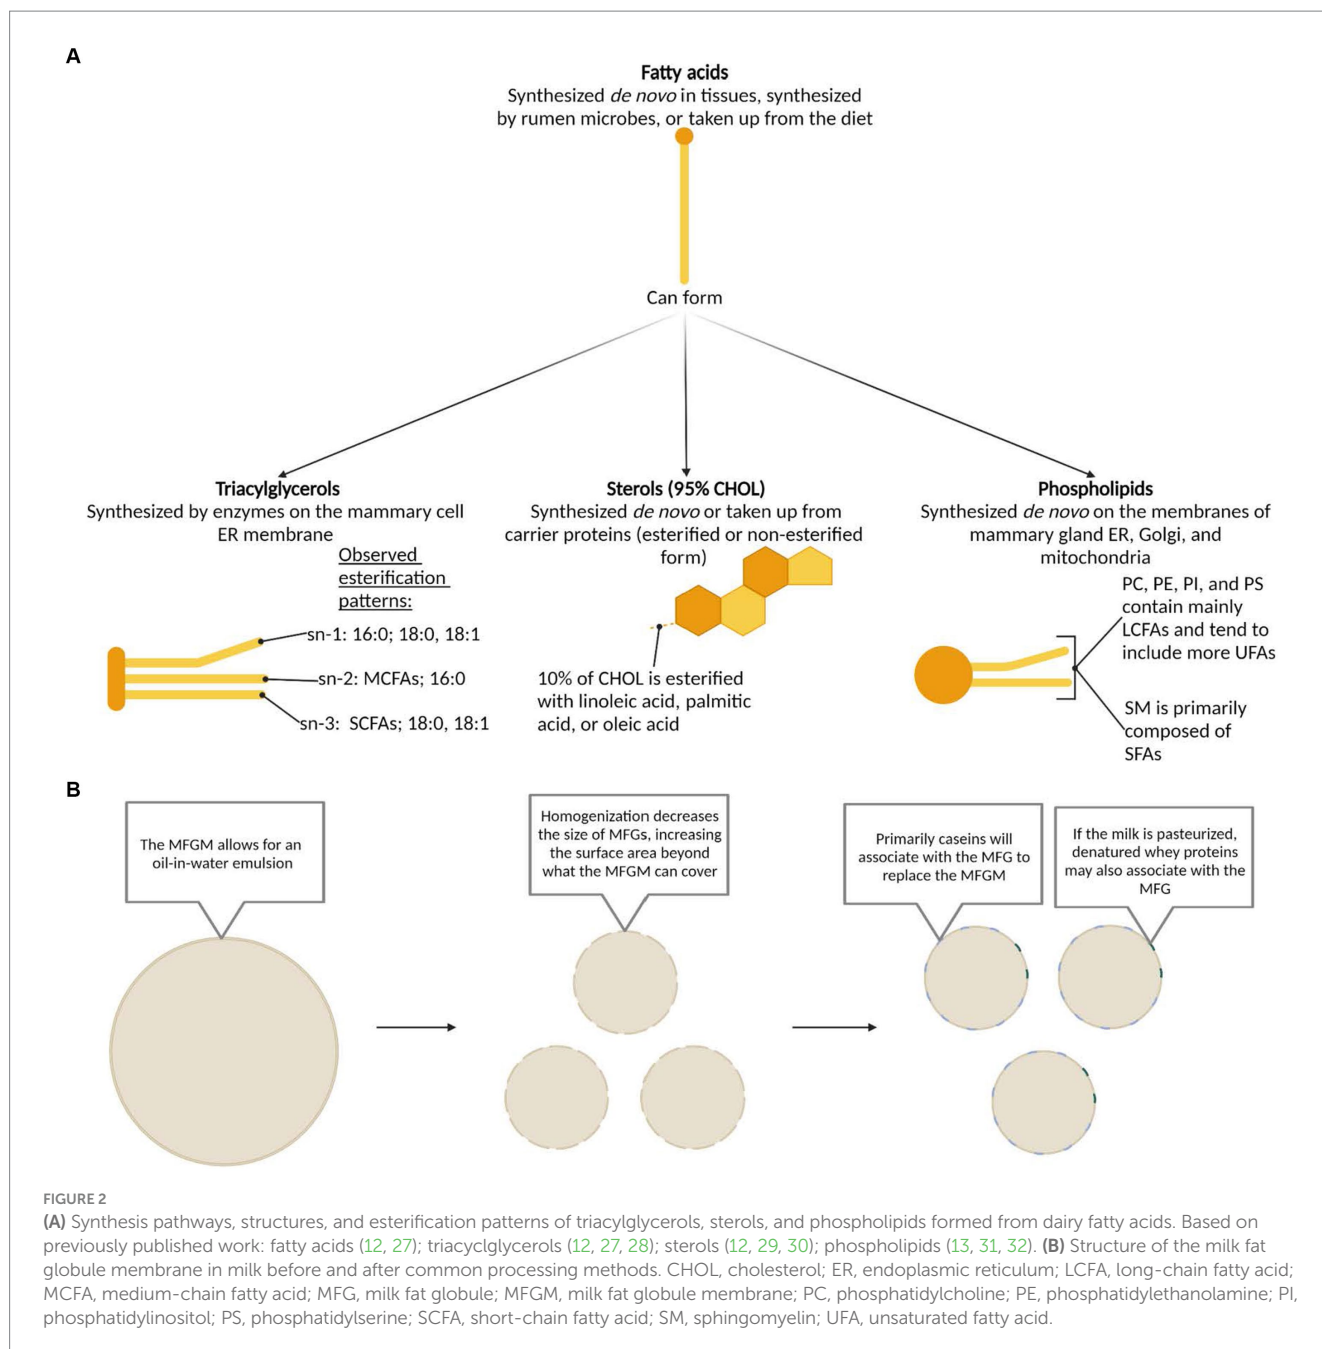 A
Fatty acids
Synthesized de novo in tissues, synthesized
by rumen microbes, or taken up from the diet
Can form
Triacylglycerols
Synthesized by enzymes on the mammary cell
ER membrane
Observed
esterification
patterns:
sn-1: 16:0; 18:0, 18:1
sn-2: MCFAs; 16:0
sn-3: SCFAs; 18:0, 18:1
Sterols (95% CHOL)
Synthesized de novo or taken up from
carrier proteins (esterified or non-esterified
form)
10% of CHOL is esterified
with linoleic acid, palmitic
acid, or oleic acid
Phospholipids
Synthesized de novo on the membranes of
mammary gland ER, Golgi, and
mitochondria
PC, PE, PI, and PS
contain mainly
LCFAs and tend to
include more UFAs
SM is primarily
composed of
SFAs
B
The MFGM allows for an
oil-in-water emulsion
Homogenization decreases
the size of MFGs, increasing
the surface area beyond
what the MFGM can cover
Primarily caseins will
associate with the MFG to
replace the MFGM
If the milk is pasteurized,
denatured whey proteins
may also associate with the
MFG
FIGURE 2
(A) Synthesis pathways, structures, and esterification patterns of triacylglycerols, sterols, and phospholipids formed from dairy fatty acids. Based on
previously published work: fatty acids (12, 27); triacyclglycerols (12, 27, 28); sterols (12, 29, 30); phospholipids (13, 31, 32). (B) Structure of the milk fat
globule membrane in milk before and after common processing methods. CHOL, cholesterol; ER, endoplasmic reticulum; LCFA, long-chain fatty acid;
MCFA, medium-chain fatty acid; MFG, milk fat globule; MFGM, milk fat globule membrane; PC, phosphatidylcholine; PE, phosphatidylethanolamine; PI,
phosphatidylinositol; PS, phosphatidylserine; SCFA, short-chain fatty acid; SM, sphingomyelin; UFA, unsaturated fatty acid.